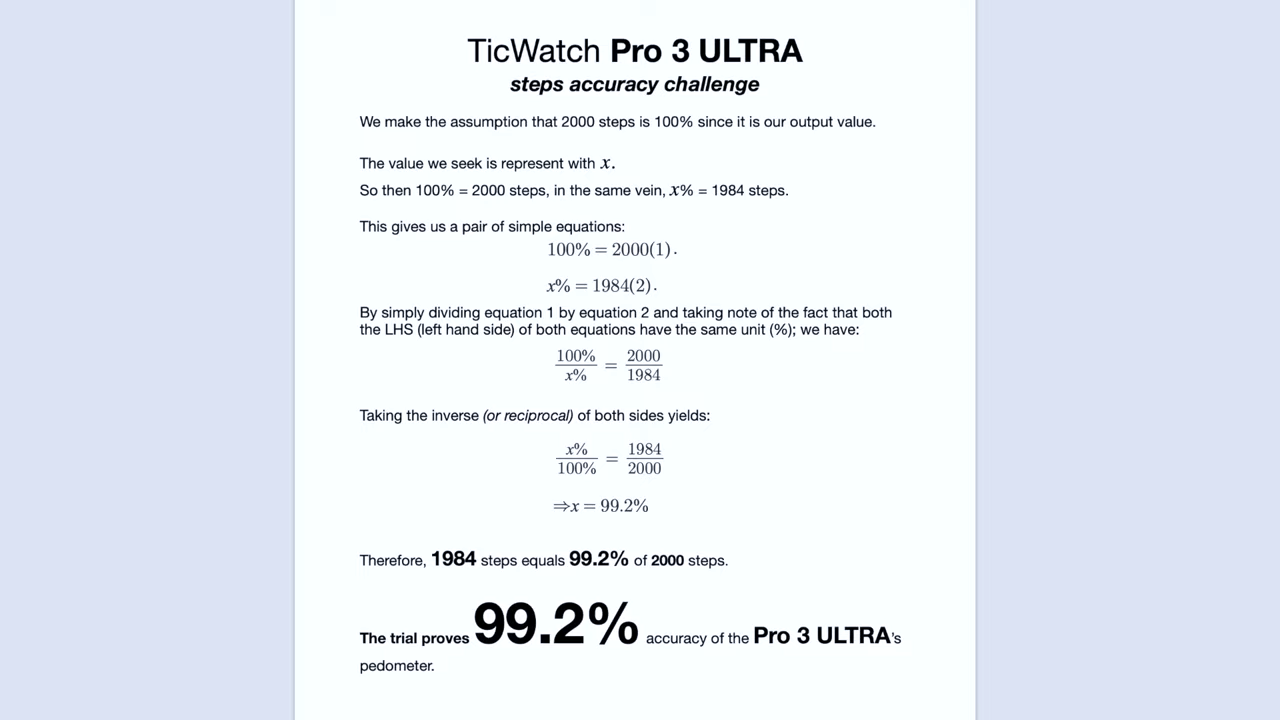 TicWatch Pro 3 ULTRA
steps accuracy challenge
We make the assumption that 2000 steps is 100% since it is our output value.
The value we seek is represent with x.
So then 100% = 2000 steps, in the same vein, x% = 1984 steps.
This gives us a pair of simple equations:
100% = 2000(1).
x% = 1984(2).
By simply dividing equation 1 by equation 2 and taking note of the fact that both
the LHS (left hand side) of both equations have the same unit (%); we have:
100%/x% = 2000/1984
Taking the inverse (or reciprocal) of both sides yields:
x%/100% = 1984/2000
⇒x = 99.2%
Therefore, 1984 steps equals 99.2% of 2000 steps.
The trial proves 99.2% accuracy of the Pro 3 ULTRA's
pedometer.